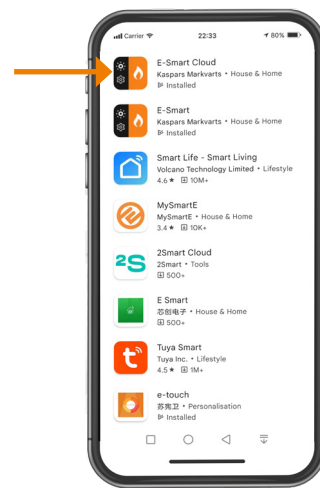 Carrier 22:33 80%
E-Smart Cloud
Kaspars Markvarts • House & Home
Installed
E-Smart
Kaspars Markvarts • House & Home
Installed
Smart Life - Smart Living
Volcano Technology Limited • Lifestyle
4.6★ 10M+
MySmartE
MySmartE • House & Home
3.4★ 10K+
2S
2Smart Cloud
2Smart • Tools
500+
E Smart
芯创电子 • House & Home
500+
t
Tuya Smart
Tuya Inc. • Lifestyle
4.5★ 1M+
e-touch
Personalisation
Installed